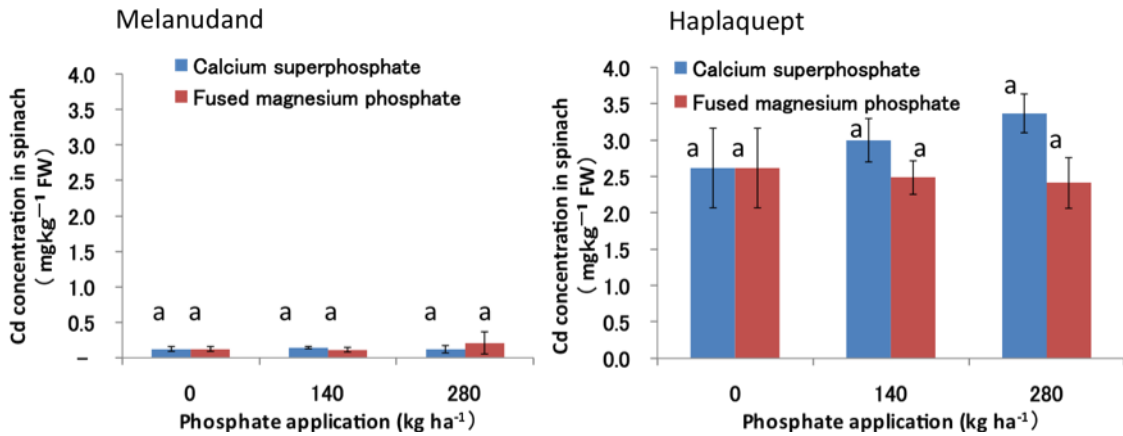 Melanudand
Calcium superphosphate
Fused magnesium phosphate
Cd concentration in spinach
( mgkg⁻¹ FW)
4.0
3.5
3.0
2.5
2.0
1.5
1.0
0.5
–
a a a a a a
0 140 280
Phosphate application (kg ha⁻¹)
Haplaquept
Calcium superphosphate
Fused magnesium phosphate
Cd concentration in spinach
( mgkg⁻¹ FW)
4.0
3.5
3.0
2.5
2.0
1.5
1.0
0.5
0.0
a a a a a a
0 140 280
Phosphate application (kg ha⁻¹)